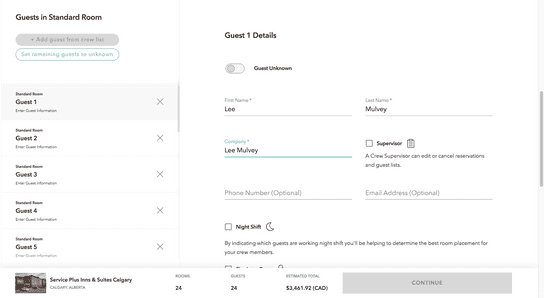 Guests in Standard Room
+ Add guest from crew list
Set remaining guests to unknown
Standard Room
Guest 1
Enter Guest Information
Standard Room
Guest 2
Enter Guest Information
Standard Room
Guest 3
Enter Guest Information
Standard Room
Guest 4
Enter Guest Information
Standard Room
Guest 5
Enter Guest Information
Guest 1 Details
Guest Unknown
First Name *
Lee
Last Name *
Mulvey
Company *
Lee Mulvey
Supervisor
A Crew Supervisor can edit or cancel reservations
and guest lists.
Phone Number (Optional)
Email Address (Optional)
Night Shift
By indicating which guests are working night shift you'll be helping to determine the best room placement for
your crew members.
Service Plus Inns & Suites Calgary
CALGARY, ALBERTA
ROOMS
24
GUESTS
24
ESTIMATED TOTAL
$3,461.92 (CAD)
CONTINUE